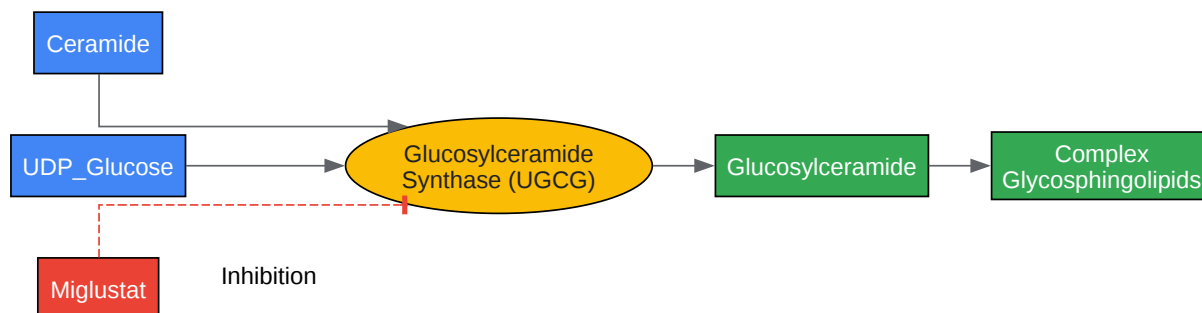 Ceramide
UDP_Glucose
Glucosylceramide
Synthase (UGCG)
Glucosylceramide
Complex
Glycosphingolipids
Miglustat
Inhibition